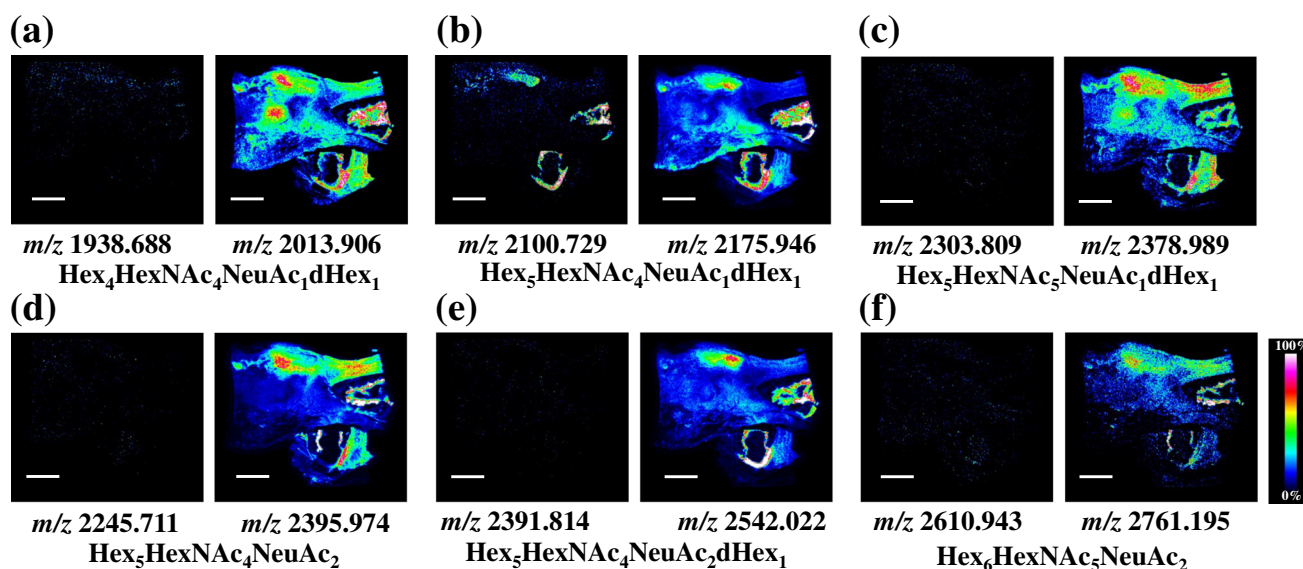 (a) (b) (c)
m/z 1938.688 m/z 2013.906 m/z 2100.729 m/z 2175.946 m/z 2303.809 m/z 2378.989
Hex₄HexNAc₄NeuAc₁dHex₁ Hex₅HexNAc₄NeuAc₁dHex₁ Hex₅HexNAc₅NeuAc₁dHex₁
(d) (e) (f)
100%
0%
m/z 2245.711 m/z 2395.974 m/z 2391.814 m/z 2542.022 m/z 2610.943 m/z 2761.195
Hex₅HexNAc₄NeuAc₂ Hex₅HexNAc₄NeuAc₂dHex₁ Hex₆HexNAc₅NeuAc₂